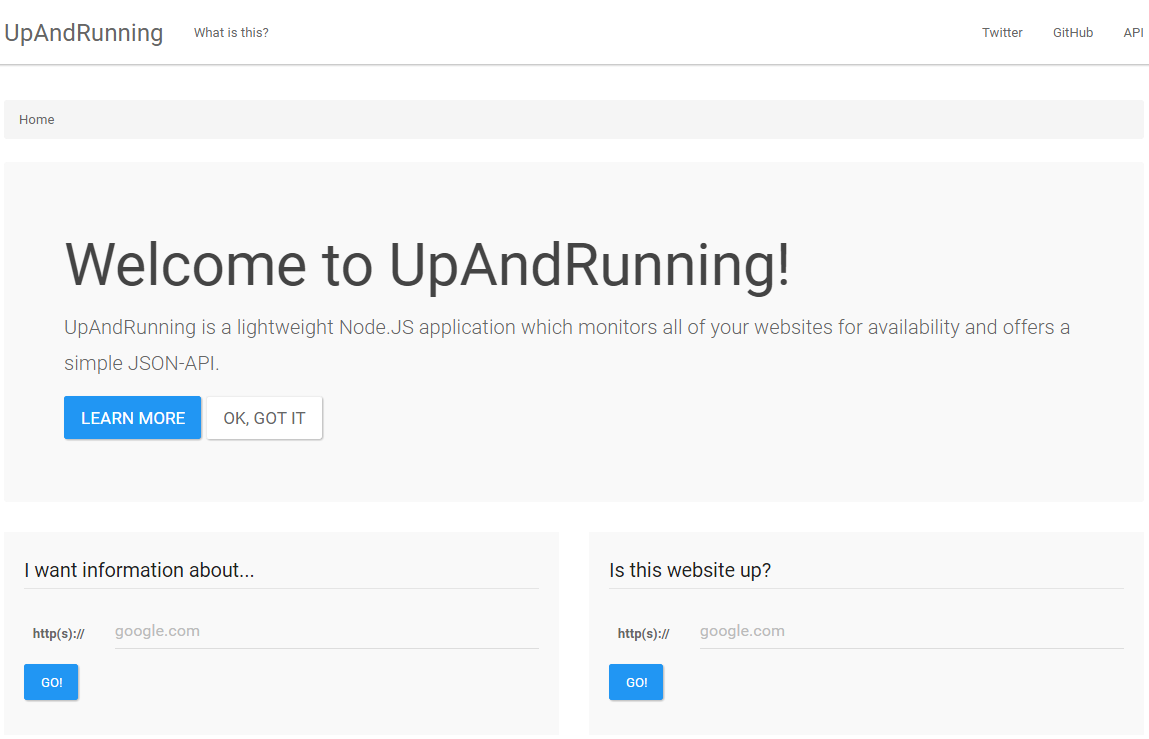 UpAndRunning What is this? Twitter GitHub API
Home
Welcome to UpAndRunning!
UpAndRunning is a lightweight Node.JS application which monitors all of your websites for availability and offers a
simple JSON-API.
LEARN MORE OK, GOT IT
I want information about...
http(s):// google.com
GO!
Is this website up?
http(s):// google.com
GO!